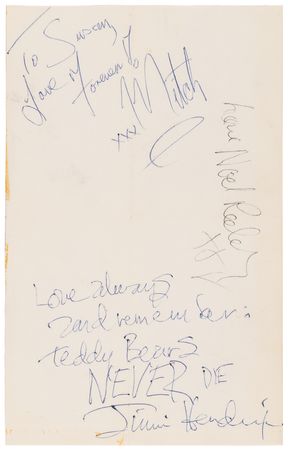 To Susan,
Love n
Forever
Mitch
xxx
love Noel Redding
xxx
Love always
and remember:
teddy Bears
NEVER DIE
Jimi Hendrix